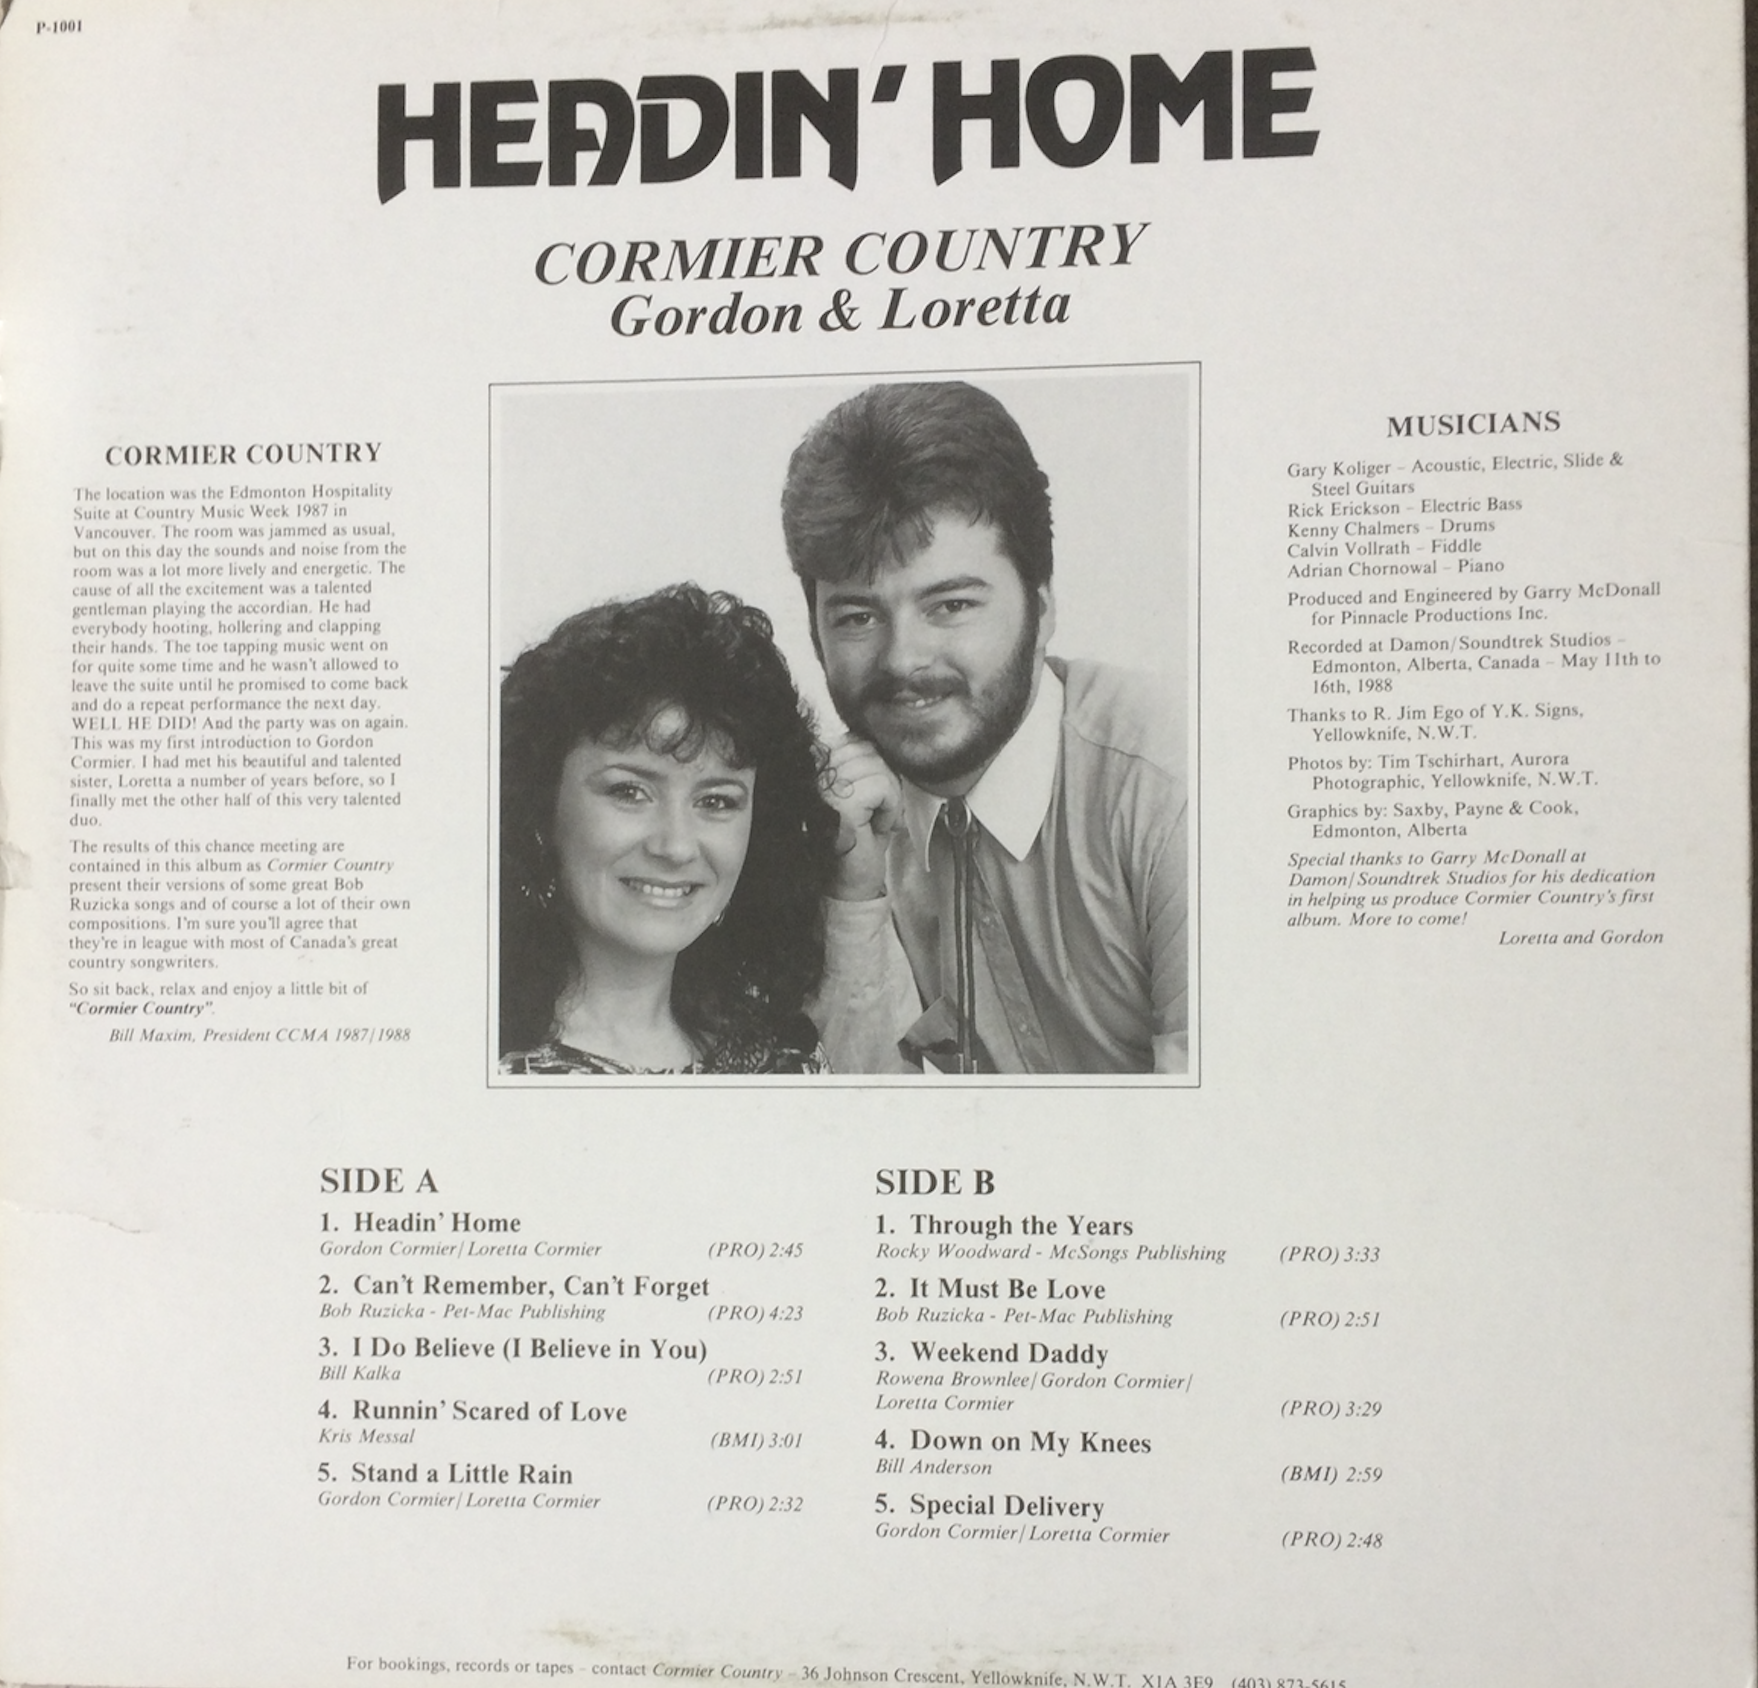 P-1001
HEADIN' HOME
CORMIER COUNTRY
Gordon & Loretta
CORMIER COUNTRY
The location was the Edmonton Hospitality
Suite at Country Music Week 1987 in
Vancouver. The room was jammed as usual,
but on this day the sounds and noise from the
room was a lot more lively and energetic. The
cause of all the excitement was a talented
gentleman playing the accordian. He had
everybody hooting, hollering and clapping
their hands. The toe tapping music went on
for quite some time and he wasn't allowed to
leave the suite until he promised to come back
and do a repeat performance the next day.
WELL HE DID! And the party was on again.
This was my first introduction to Gordon
Cormier. I had met his beautiful and talented
sister, Loretta a number of years before, so I
finally met the other half of this very talented
duo.
The results of this chance meeting are
contained in this album as Cormier Country
present their versions of some great Bob
Ruzicka songs and of course a lot of their own
compositions. I'm sure you'll agree that
they're in league with most of Canada's great
country songwriters.
So sit back, relax and enjoy a little bit of
"Cormier Country".
Bill Maxim, President CCMA 1987/1988
MUSICIANS
Gary Koliger – Acoustic, Electric, Slide &
Steel Guitars
Rick Erickson – Electric Bass
Kenny Chalmers – Drums
Calvin Vollrath – Fiddle
Adrian Chornowal – Piano
Produced and Engineered by Garry McDonall
for Pinnacle Productions Inc.
Recorded at Damon/Soundtrek Studios –
Edmonton, Alberta, Canada – May 11th to
16th, 1988
Thanks to R. Jim Ego of Y.K. Signs,
Yellowknife, N.W.T.
Photos by: Tim Tschirhart, Aurora
Photographic, Yellowknife, N.W.T.
Graphics by: Saxby, Payne & Cook,
Edmonton, Alberta
Special thanks to Garry McDonall at
Damon/Soundtrek Studios for his dedication
in helping us produce Cormier Country's first
album. More to come!
Loretta and Gordon
SIDE A
1. Headin' Home
Gordon Cormier/Loretta Cormier (PRO) 2:45
2. Can't Remember, Can't Forget
Bob Ruzicka - Pet-Mac Publishing (PRO) 4:23
3. I Do Believe (I Believe in You)
Bill Kalka (PRO) 2:51
4. Runnin' Scared of Love
Kris Messal (BMI) 3:01
5. Stand a Little Rain
Gordon Cormier/Loretta Cormier (PRO) 2:32
SIDE B
1. Through the Years
Rocky Woodward - McSongs Publishing (PRO) 3:33
2. It Must Be Love
Bob Ruzicka - Pet-Mac Publishing (PRO) 2:51
3. Weekend Daddy
Rowena Brownlee/Gordon Cormier/
Loretta Cormier (PRO) 3:29
4. Down on My Knees
Bill Anderson (BMI) 2:59
5. Special Delivery
Gordon Cormier/Loretta Cormier (PRO) 2:48
For bookings, records or tapes – contact Cormier Country – 36 Johnson Crescent, Yellowknife, N.W.T. X1A 3E9 (403) 873-5615